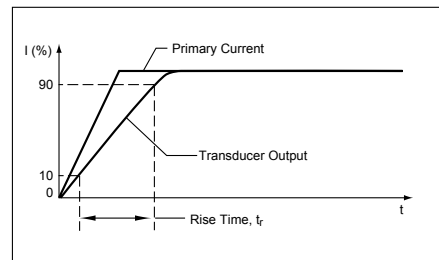 I (%)
Primary Current
90
Transducer Output
10
0
t
Rise Time, tr